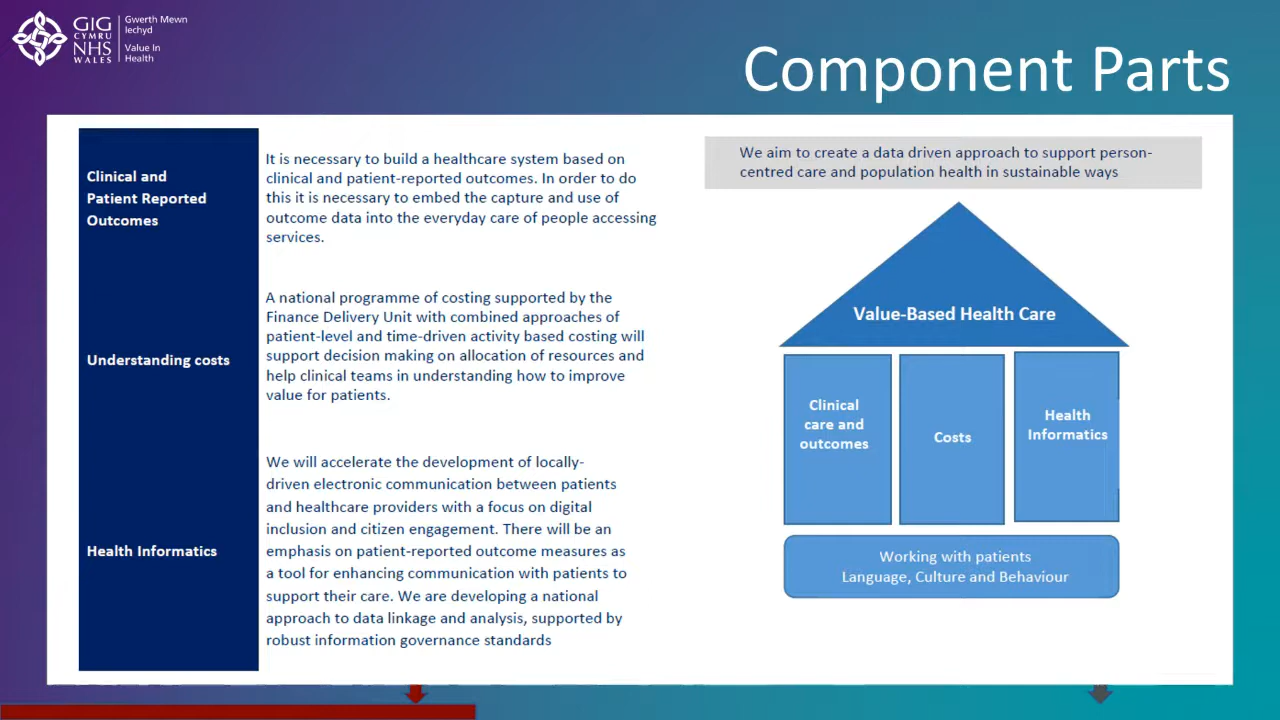 GIG
CYMRU
NHS
WALES
Gwerth Mewn
Iechyd
Value In
Health
Component Parts
Clinical and
Patient Reported
Outcomes
It is necessary to build a healthcare system based on
clinical and patient-reported outcomes. In order to do
this it is necessary to embed the capture and use of
outcome data into the everyday care of people accessing
services.
Understanding costs
A national programme of costing supported by the
Finance Delivery Unit with combined approaches of
patient-level and time-driven activity based costing will
support decision making on allocation of resources and
help clinical teams in understanding how to improve
value for patients.
Health Informatics
We will accelerate the development of locally-
driven electronic communication between patients
and healthcare providers with a focus on digital
inclusion and citizen engagement. There will be an
emphasis on patient-reported outcome measures as
a tool for enhancing communication with patients to
support their care. We are developing a national
approach to data linkage and analysis, supported by
robust information governance standards
We aim to create a data driven approach to support person-
centred care and population health in sustainable ways
Value-Based Health Care
Clinical
care and
outcomes
Costs
Health
Informatics
Working with patients
Language, Culture and Behaviour